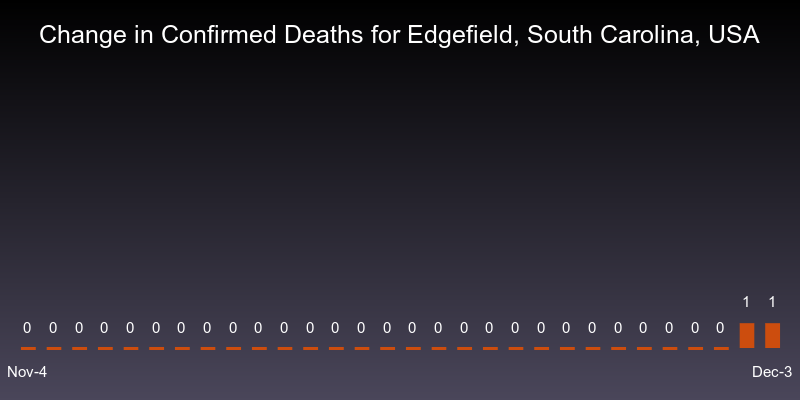 Change in Confirmed Deaths for Edgefield, South Carolina, USA
1 1
0 0 0 0 0 0 0 0 0 0 0 0 0 0 0 0 0 0 0 0 0 0 0 0 0 0 0 0
Nov-4 Dec-3